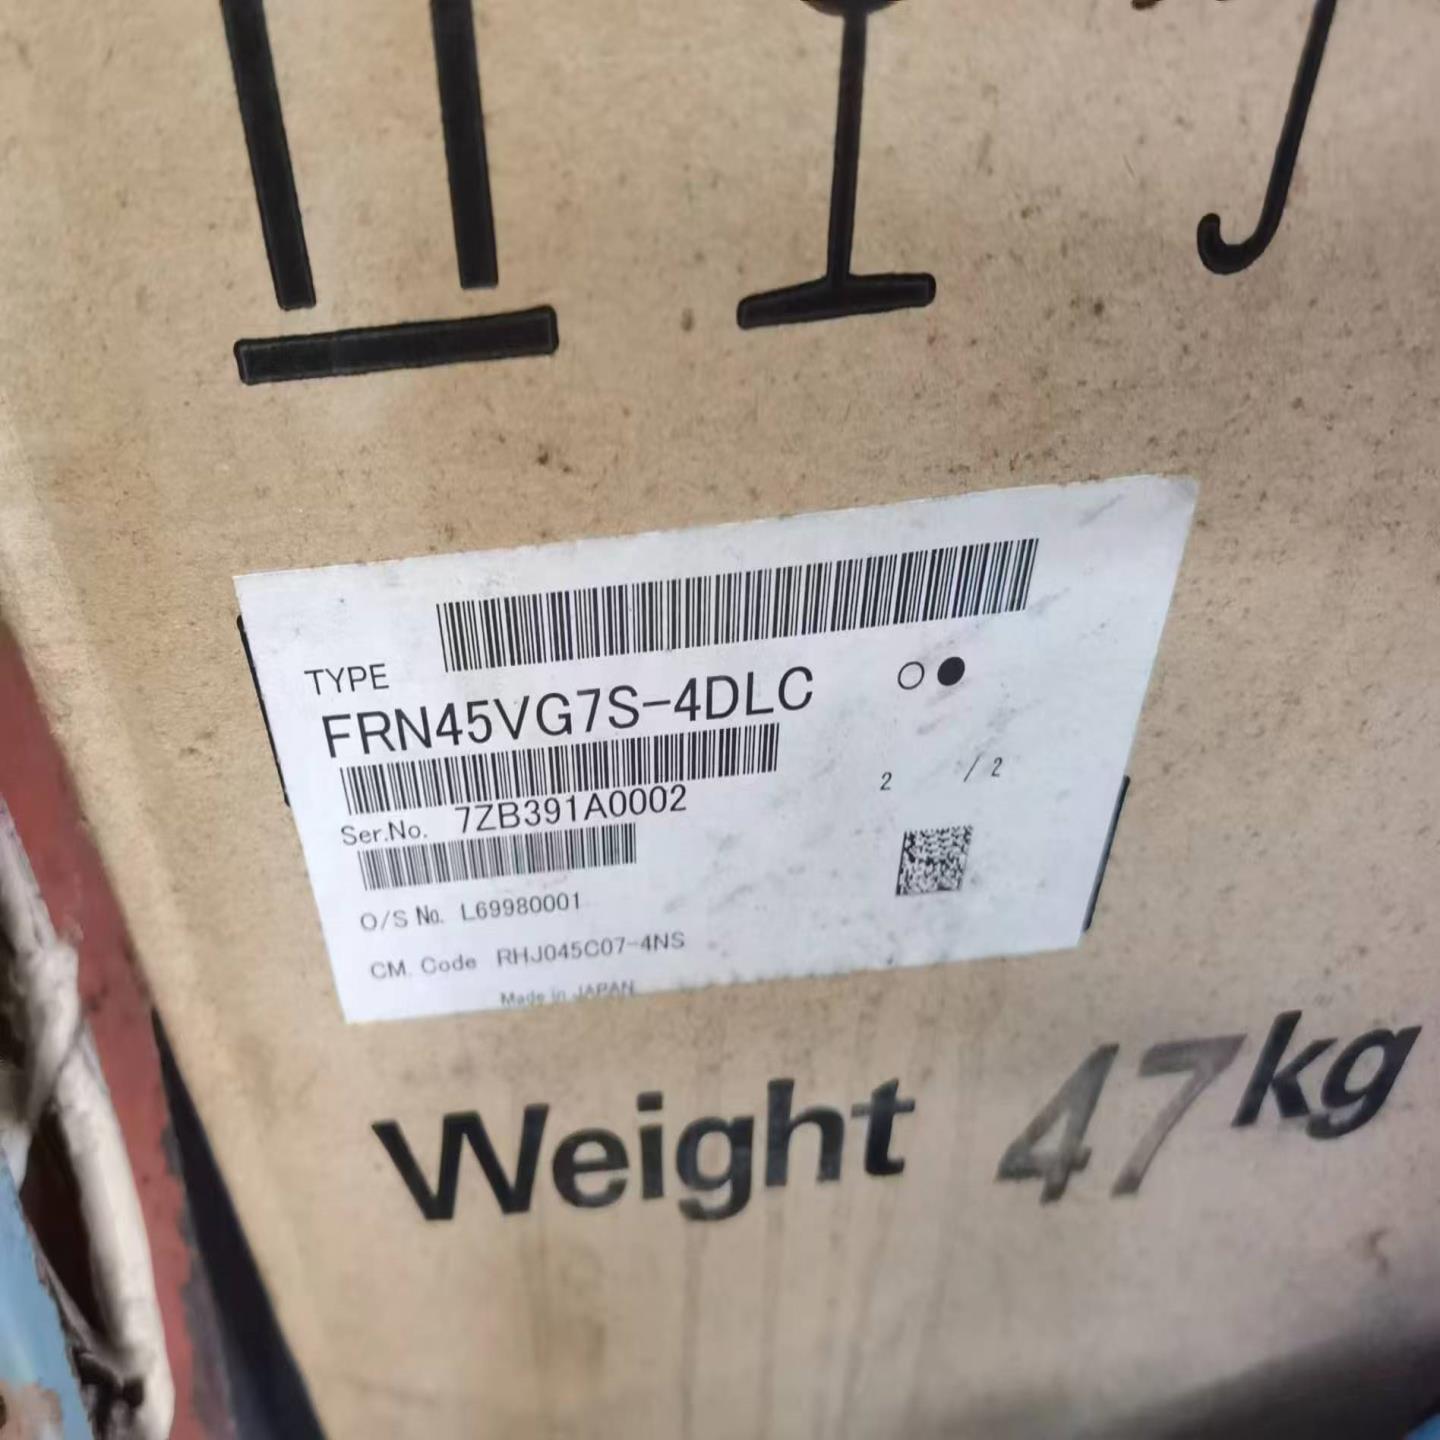 TYPE
FRN45VG7S-4DLC
2 / 2
Ser.No. 7ZB391A0002
O/S No. L69980001
CM. Code RHJ045C07-4NS
Made in JAPAN
Weight 47kg